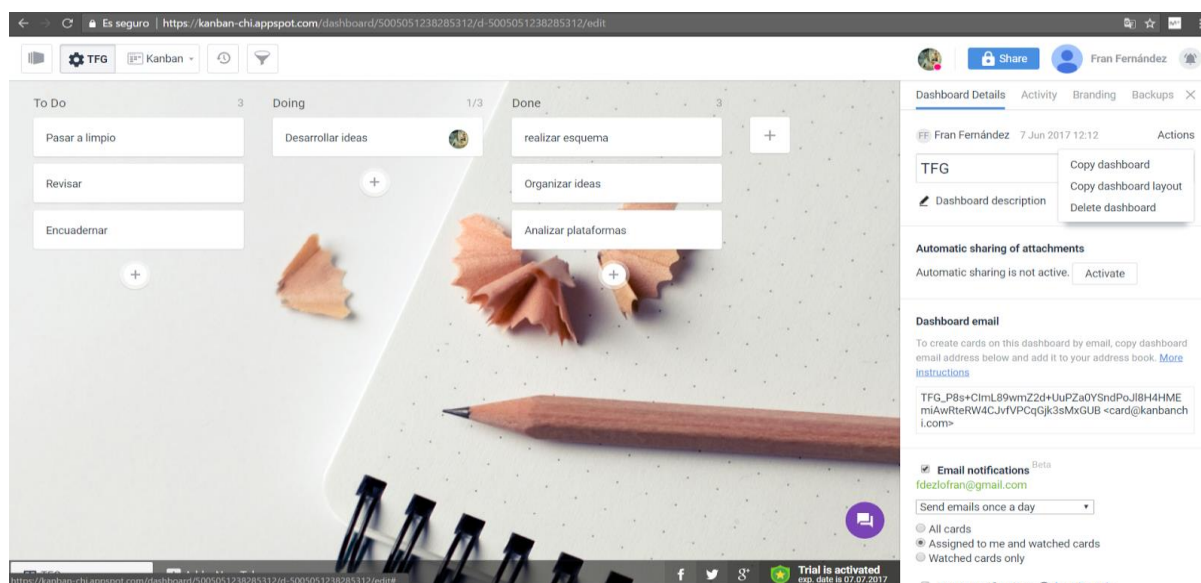 Es seguro | https://kanban-chi.appspot.com/dashboard/5005051238285312/d-5005051238285312/edit
TFG Kanban Share Fran Fernández
To Do 3 Doing 1/3 Done 3
Pasar a limpio Desarrollar ideas realizar esquema
Revisar Organizar ideas
Encuadernar Analizar plataformas
Dashboard Details Activity Branding Backups
FF Fran Fernández 7 Jun 2017 12:12 Actions
TFG
Copy dashboard
Copy dashboard layout
Delete dashboard
Dashboard description
Automatic sharing of attachments
Automatic sharing is not active. Activate
Dashboard email
To create cards on this dashboard by email, copy dashboard
email address below and add it to your address book. More
instructions
TFG_P8s+CImL89wmZ2d+UuPZa0YSndPoJl8H4HME
miAwRteRW4CJvfVPCqGjk3sMxGUB <card@kanbanch
i.com>
Email notifications Beta
fdezlofran@gmail.com
Send emails once a day
All cards
Assigned to me and watched cards
Watched cards only
Trial is activated
exp. date is 07.07.2017
https://kanban-chi.appspot.com/dashboard/5005051238285312/d-5005051238285312/edit#